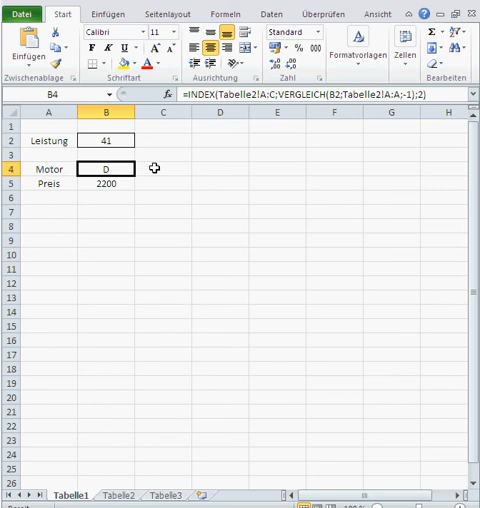 Datei Start Einfügen Seitenlayout Formeln Daten Überprüfen Ansicht
Calibri 11 Standard
Einfügen F K U % 000 Formatvorlagen Zellen
Zwischenablage Schriftart Ausrichtung Zahl Bearbeiten
B4 fx =INDEX(Tabelle2!A:C;VERGLEICH(B2;Tabelle2!A:A;-1);2)
A B C D E F G H
1
2 Leistung 41
3
4 Motor D
5 Preis 2200
6
7
8
9
10
11
12
13
14
15
16
17
18
19
20
21
22
23
24
25
26
Tabelle1 Tabelle2 Tabelle3
100 %